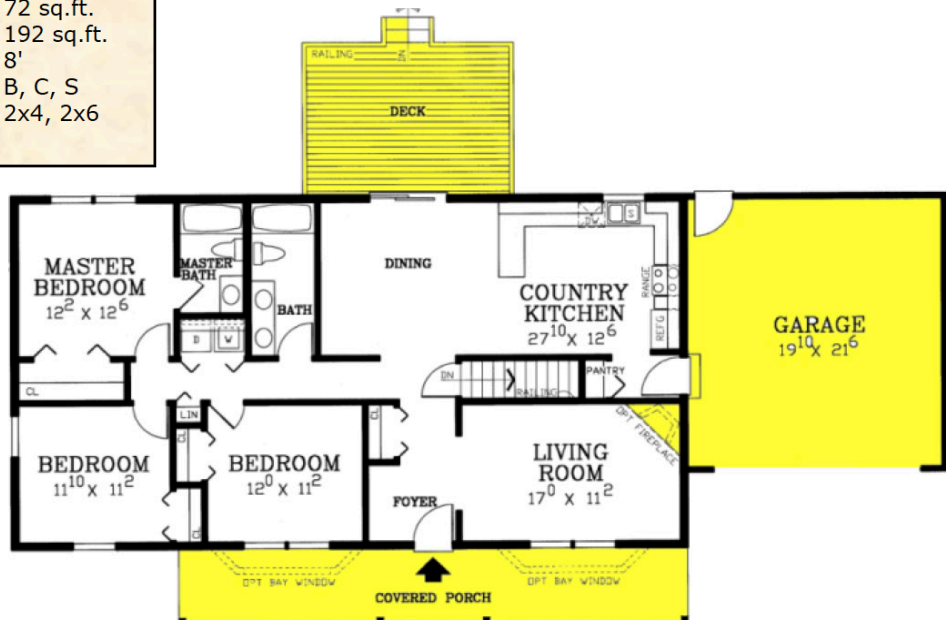 72 sq.ft.
192 sq.ft.
8'
B, C, S
2x4, 2x6
RAILING
DN
DECK
MASTER
BEDROOM
12² X 12⁶
MASTER
BATH
BATH
DINING
DW
S
COUNTRY
KITCHEN
27¹⁰ X 12⁶
RANGE
REFG
GARAGE
19¹⁰ X 21⁶
D
W
CL
DN
RAILING
PANTRY
LIN
CL
CL
OPT FIREPLACE
BEDROOM
11¹⁰ X 11²
BEDROOM
12⁰ X 11²
LIVING
ROOM
17⁰ X 11²
FOYER
CL
OPT BAY WINDOW
OPT BAY WINDOW
COVERED PORCH